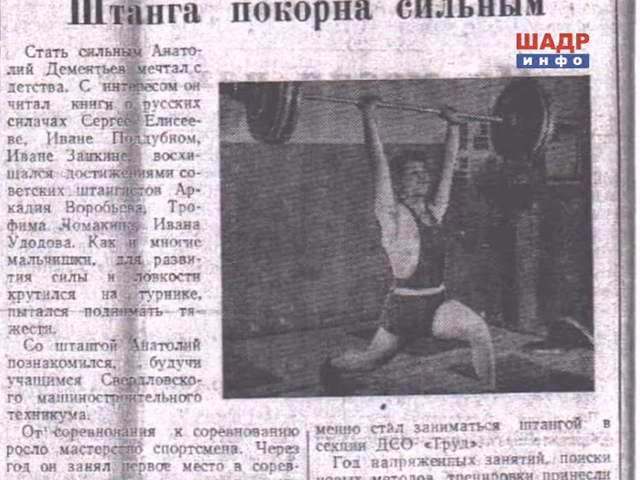 Штанга покорна сильным
ШАДР
инфо
Стать сильным Анато-
лий Дементьев мечтал с
детства. С интересом он
читал книги о русских
силачах Сергее Елисее-
ве, Иване Поддубном,
Иване Заикине, восхи-
щался достижениями со-
ветских штангистов Ар-
кадия Воробьева, Тро-
фима Ломакина, Ивана
Удодова. Как и многие
мальчишки, для разви-
тия силы и ловкости
крутился на турнике,
пытался поднимать тя-
жести.
Со штангой Анатолий
познакомился, будучи
учащимся Свердловско-
го машиностроительного
техникума.
От соревнования к соревнованию
росло мастерство спортсмена. Через
год он занял первое место в сорев-
менно стал заниматься штангой в
секции ДСО «Труд».
Год напряженных занятий, поиски
новых методов тренировки принесли